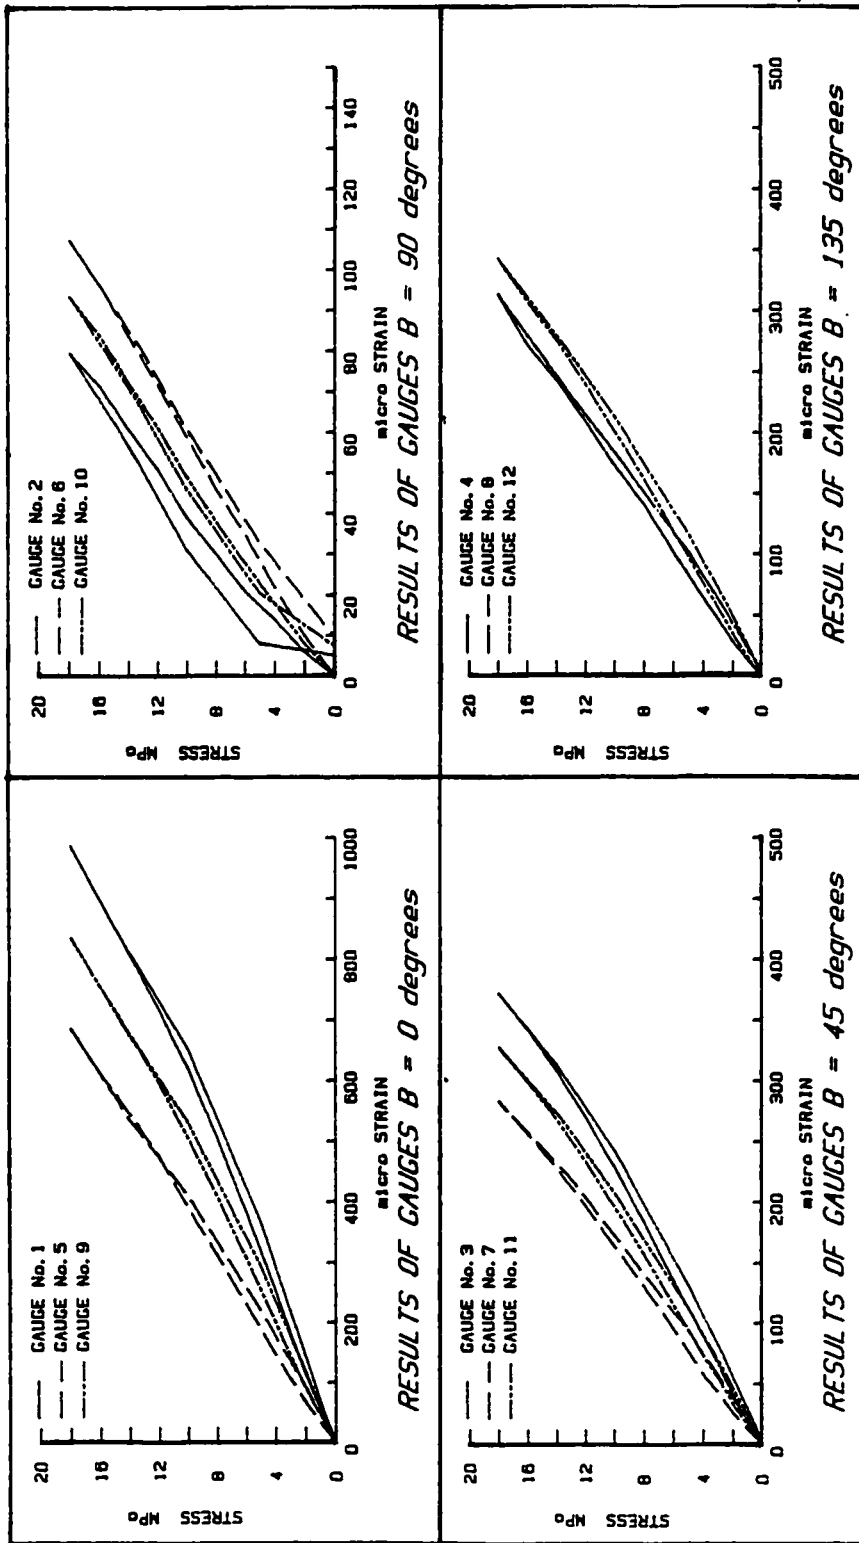 GAUGE No. 1
GAUGE No. 5
GAUGE No. 9
20
16
12
8
4
0
STRESS MPa
0
200
400
600
800
1000
micro STRAIN
RESULTS OF GAUGES B = 0 degrees
GAUGE No. 2
GAUGE No. 6
GAUGE No. 10
20
16
12
8
4
0
STRESS MPa
0
20
40
60
80
100
120
140
micro STRAIN
RESULTS OF GAUGES B = 90 degrees
GAUGE No. 3
GAUGE No. 7
GAUGE No. 11
20
16
12
8
4
0
STRESS MPa
0
100
200
300
400
500
micro STRAIN
RESULTS OF GAUGES B = 45 degrees
GAUGE No. 4
GAUGE No. 8
GAUGE No. 12
20
16
12
8
4
0
STRESS MPa
0
100
200
300
400
500
micro STRAIN
RESULTS OF GAUGES B = 135 degrees